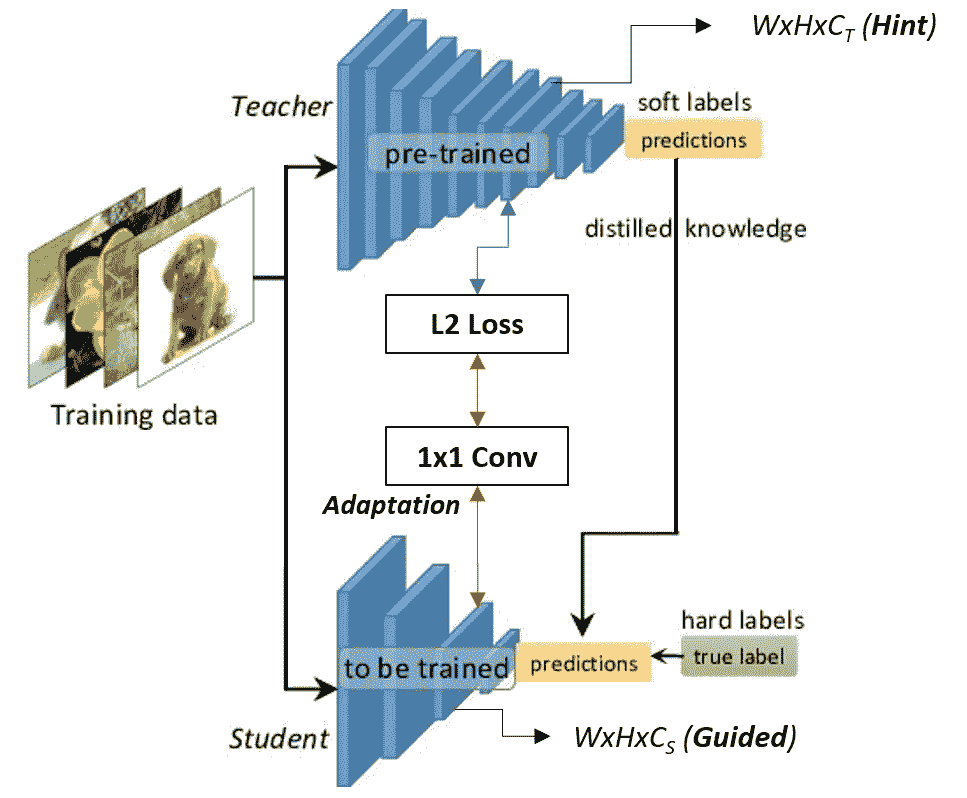 WxHxC_T (Hint)
Teacher
soft labels
pre-trained
predictions
distilled knowledge
L2 Loss
Training data
1x1 Conv
Adaptation
hard labels
to be trained
predictions
true label
Student
WxHxC_S (Guided)